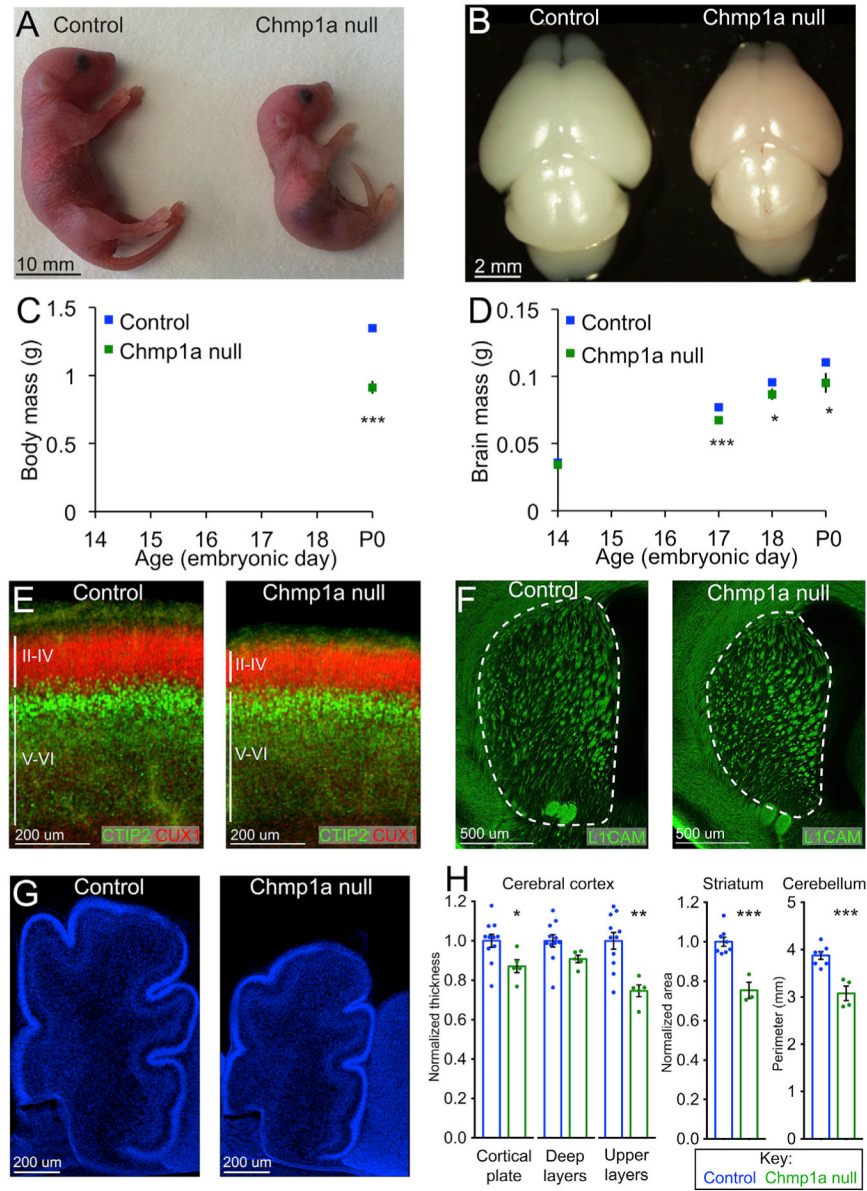 A
Control
Chmp1a null
10 mm
B
Control
Chmp1a null
2 mm
C
1.5
1
0.5
0
Body mass (g)
Control
Chmp1a null
***
14 15 16 17 18 P0
Age (embryonic day)
D
0.15
0.1
0.05
0
Brain mass (g)
Control
Chmp1a null
***
*
*
14 17 18 P0
Age (embryonic day)
E
Control
Chmp1a null
II-IV
V-VI
II-IV
V-VI
200 um
CTIP2 CUX1
200 um
CTIP2 CUX1
F
Control
Chmp1a null
500 um
L1CAM
500 um
L1CAM
G
Control
Chmp1a null
200 um
200 um
H
Cerebral cortex
Normalized thickness
1.2
1.0
0.8
0.6
0.4
0.2
0.0
*
**
Cortical
plate
Deep
layers
Upper
layers
Striatum
Normalized area
1.2
1.0
0.8
0.6
0.4
0.2
0.0
***
Cerebellum
Perimeter (mm)
5
4
3
2
1
0
***
Key:
Control Chmp1a null